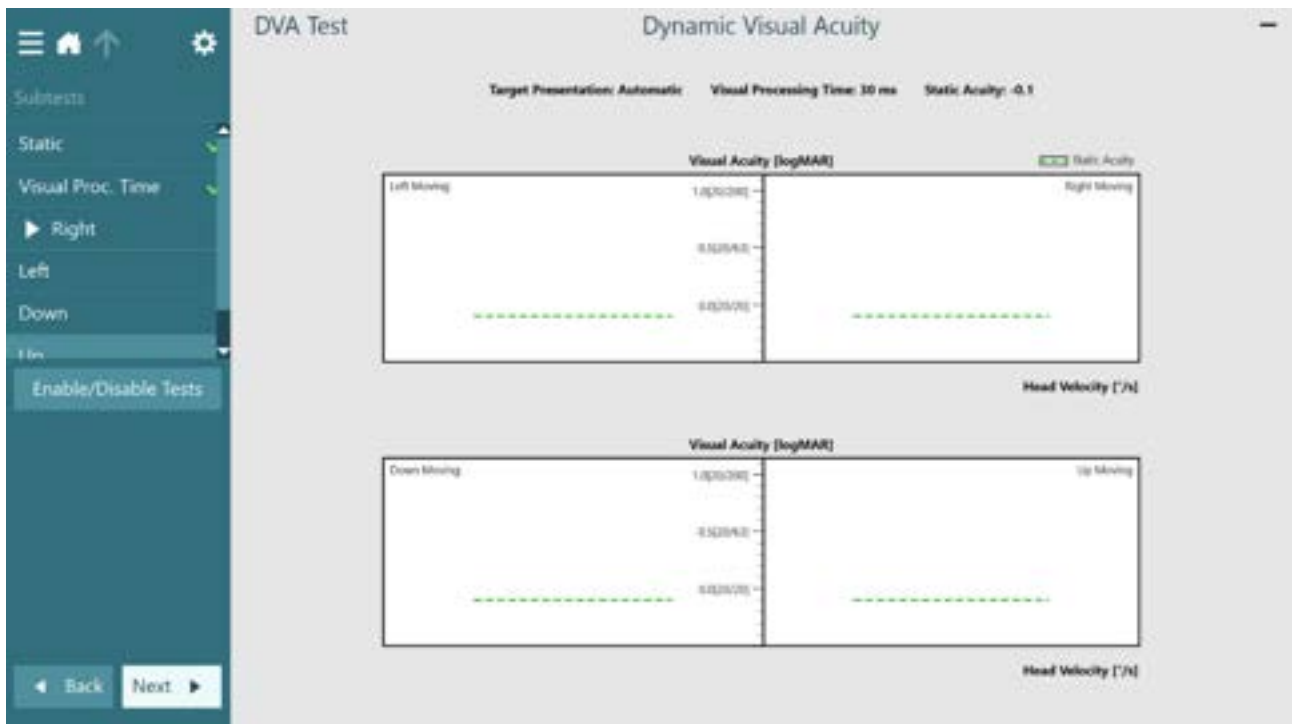 DVA Test
Dynamic Visual Acuity
Subtests
Static
Visual Proc. Time
Right
Left
Down
Up
Enable/Disable Tests
Back
Next
Target Presentation: Automatic Visual Processing Time: 30 ms Static Acuity: -0.1
Visual Acuity [logMAR]
Static Acuity
Left Moving
Right Moving
1.0[20/200]
0.5[20/63]
0.0[20/20]
Head Velocity [°/s]
Visual Acuity [logMAR]
Down Moving
Up Moving
1.0[20/200]
0.5[20/63]
0.0[20/20]
Head Velocity [°/s]